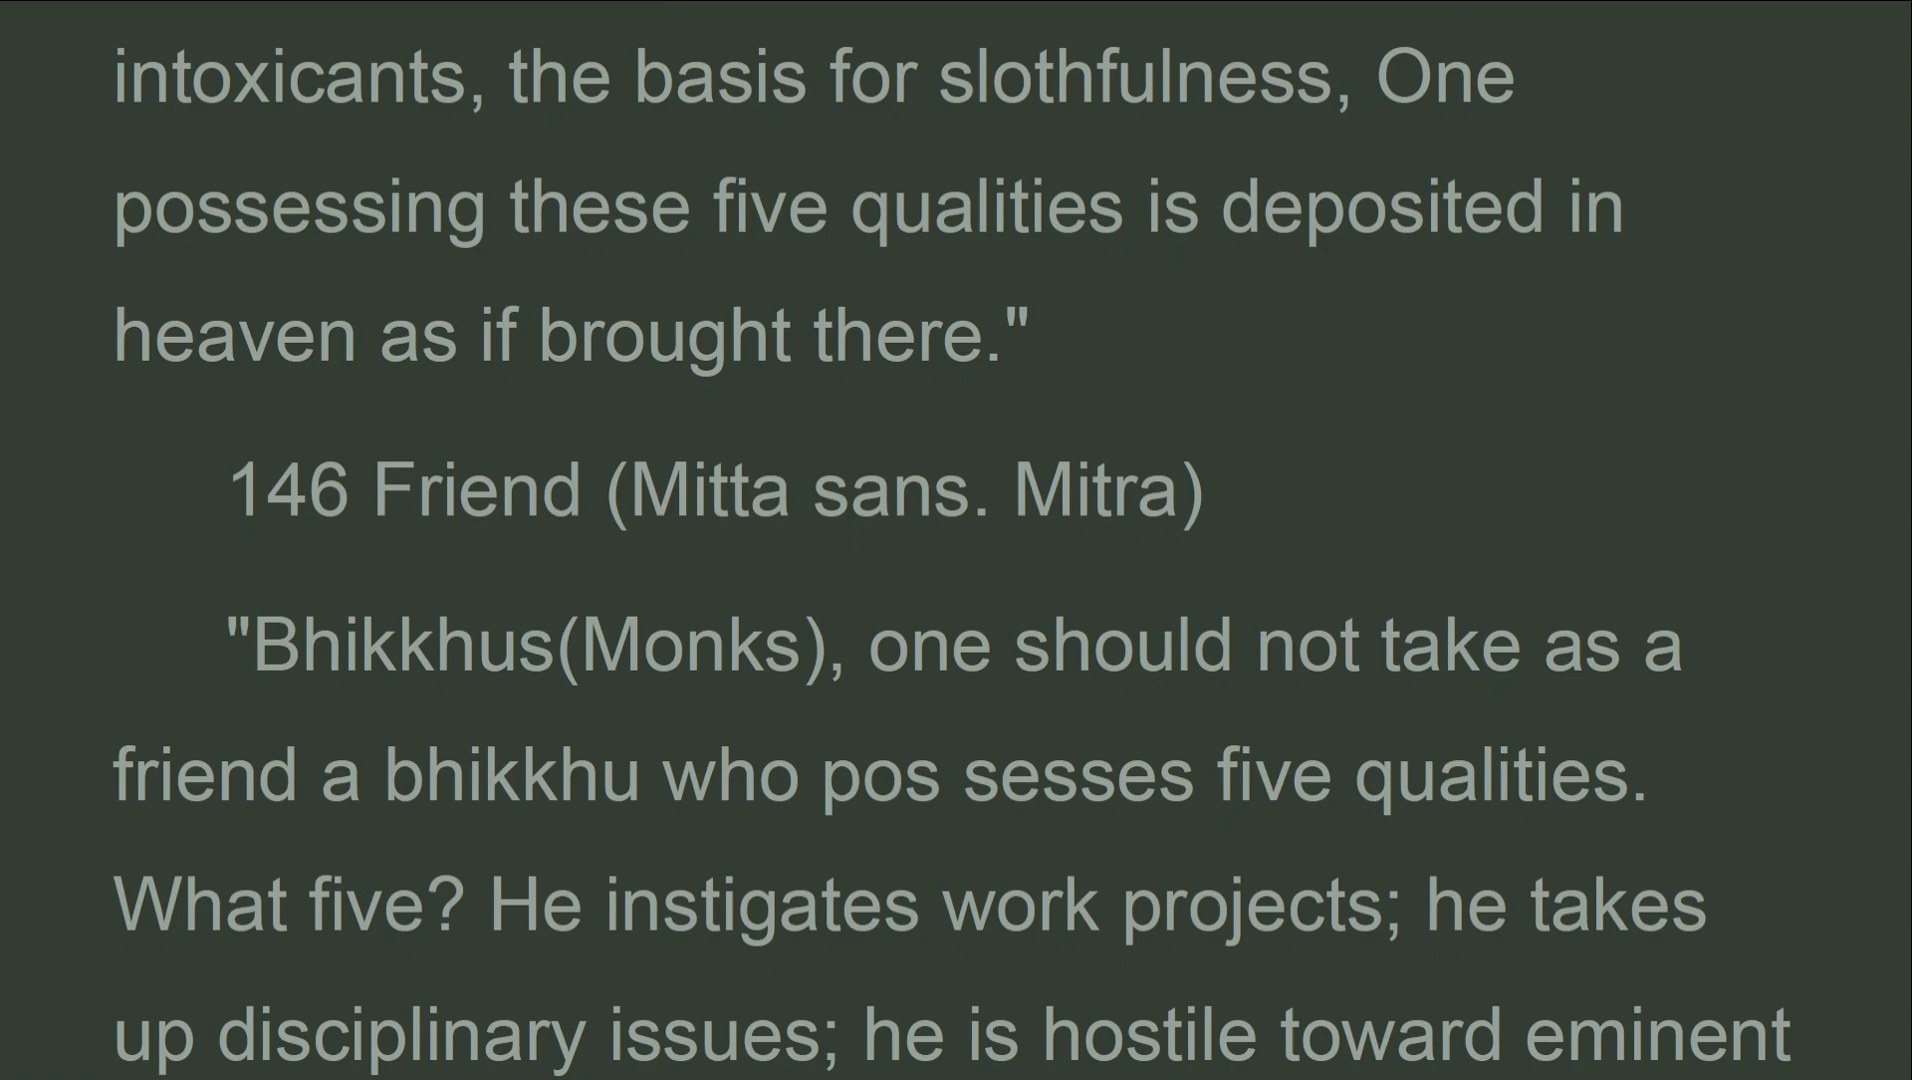 intoxicants, the basis for slothfulness, One
possessing these five qualities is deposited in
heaven as if brought there."
146 Friend (Mitta sans. Mitra)
"Bhikkhus(Monks), one should not take as a
friend a bhikkhu who pos sesses five qualities.
What five? He instigates work projects; he takes
up disciplinary issues; he is hostile toward eminent